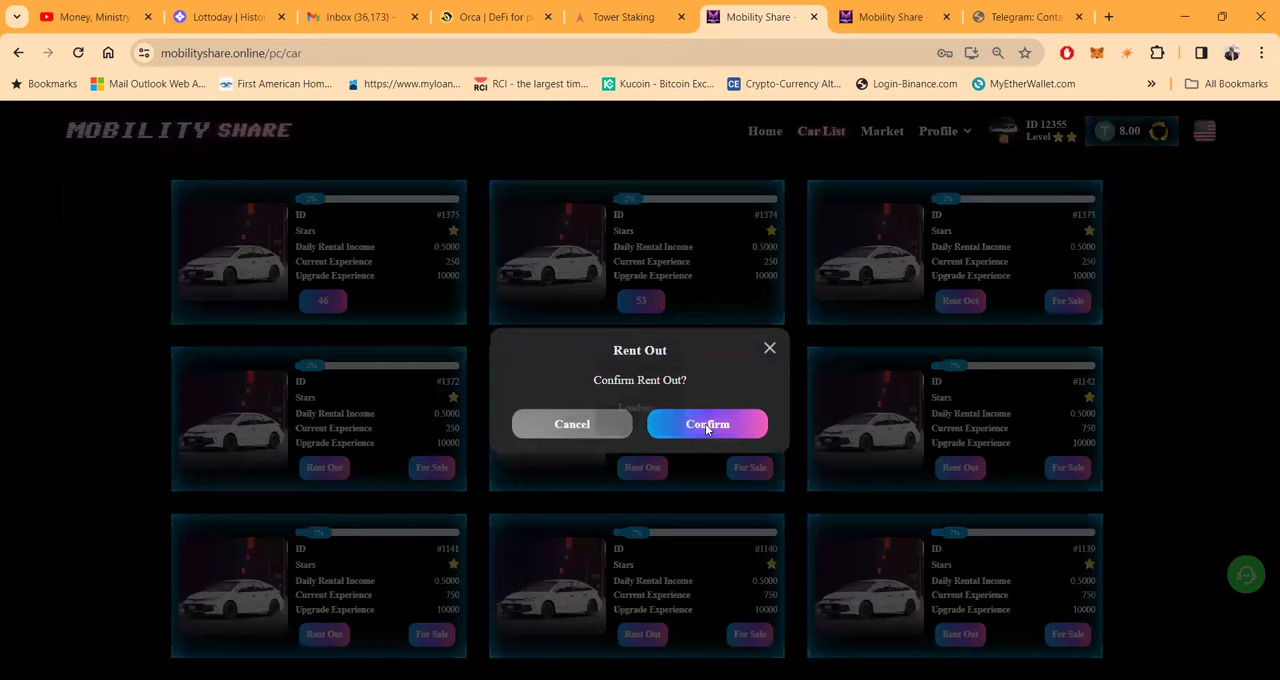 Money, Ministry
Lottoday | Histo
Inbox (36,173) -
Orca | DeFi for p
Tower Staking
Mobility Share -
Mobility Share -
Telegram: Conta
mobilityshare.online/pc/car
Bookmarks
Mail Outlook Web A...
First American Hom...
https://www.myloan...
RCI - the largest tim...
Kucoin - Bitcoin Exc...
Crypto-Currency Alt...
Login-Binance.com
MyEtherWallet.com
All Bookmarks
MOBILITY SHARE
Home
Car List
Market
Profile
ID 12355
Level
8.00
2%
ID #1375
Stars
Daily Rental Income 0.5000
Current Experience 250
Upgrade Experience 10000
46
2%
ID #1374
Stars
Daily Rental Income 0.5000
Current Experience 250
Upgrade Experience 10000
53
2%
ID #1373
Stars
Daily Rental Income 0.5000
Current Experience 250
Upgrade Experience 10000
Rent Out For Sale
2%
ID #1372
Stars
Daily Rental Income 0.5000
Current Experience 250
Upgrade Experience 10000
Rent Out For Sale
Rent Out
Confirm Rent Out?
Cancel
Confirm
Rent Out For Sale
7%
ID #1142
Stars
Daily Rental Income 0.5000
Current Experience 750
Upgrade Experience 10000
Rent Out For Sale
7%
ID #1141
Stars
Daily Rental Income 0.5000
Current Experience 750
Upgrade Experience 10000
Rent Out For Sale
7%
ID #1140
Stars
Daily Rental Income 0.5000
Current Experience 750
Upgrade Experience 10000
Rent Out For Sale
7%
ID #1139
Stars
Daily Rental Income 0.5000
Current Experience 750
Upgrade Experience 10000
Rent Out For Sale